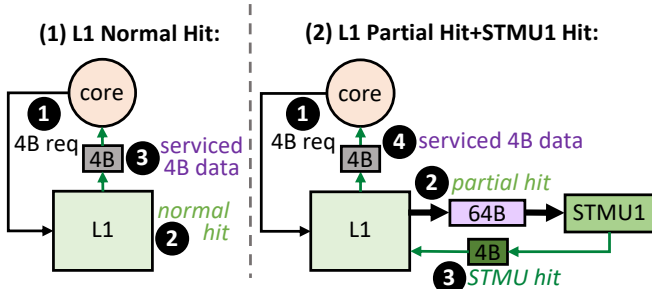 (1) L1 Normal Hit:
core
1
4B req
4B
3 serviced
4B data
L1
normal
hit
2
(2) L1 Partial Hit+STMU1 Hit:
core
1
4B req
4B
4 serviced 4B data
2 partial hit
L1
64B
STMU1
4B
3 STMU hit